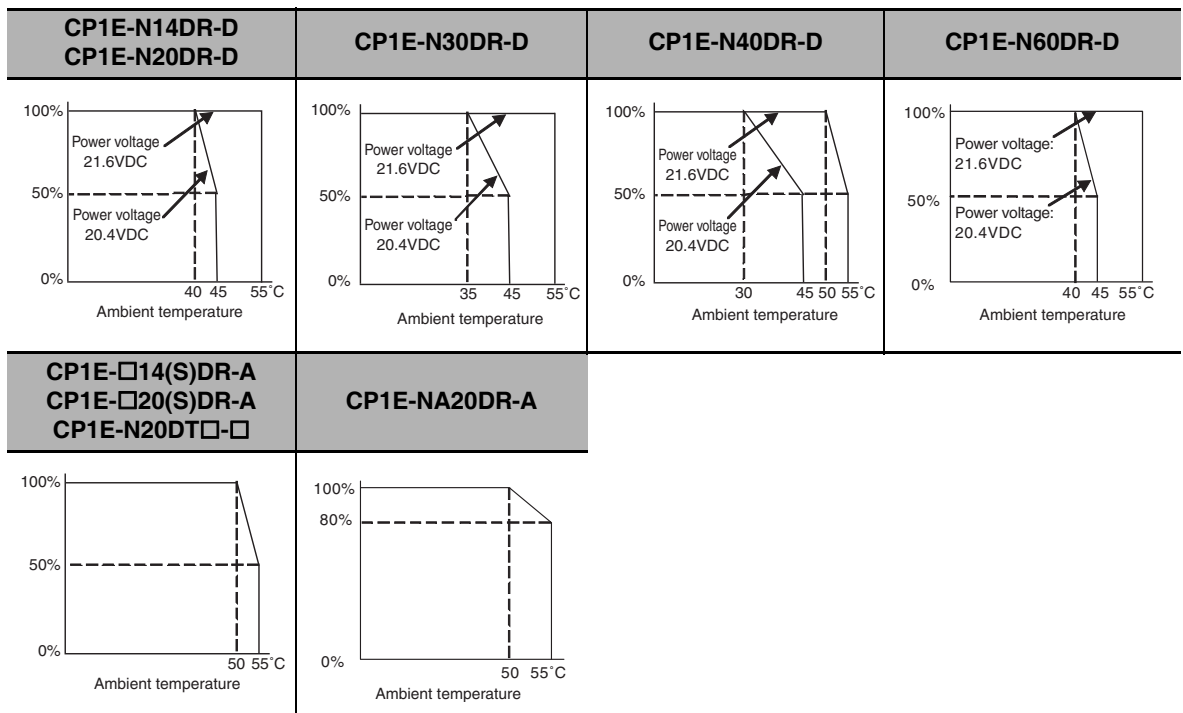 CP1E-N14DR-D
CP1E-N20DR-D
CP1E-N30DR-D
CP1E-N40DR-D
CP1E-N60DR-D
100%
Power voltage
21.6VDC
50%
Power voltage
20.4VDC
0%
40 45 55˚C
Ambient temperature
100%
Power voltage
21.6VDC
50%
Power voltage
20.4VDC
0%
35 45 55˚C
Ambient temperature
100%
Power voltage
21.6VDC
50%
Power voltage
20.4VDC
0%
30 45 50 55˚C
Ambient temperature
100%
Power voltage:
21.6VDC
50%
Power voltage:
20.4VDC
0%
40 45 55˚C
Ambient temperature
CP1E-□14(S)DR-A
CP1E-□20(S)DR-A
CP1E-N20DT□-□
CP1E-NA20DR-A
100%
50%
0%
50 55˚C
Ambient temperature
100%
80%
0%
50 55˚C
Ambient temperature